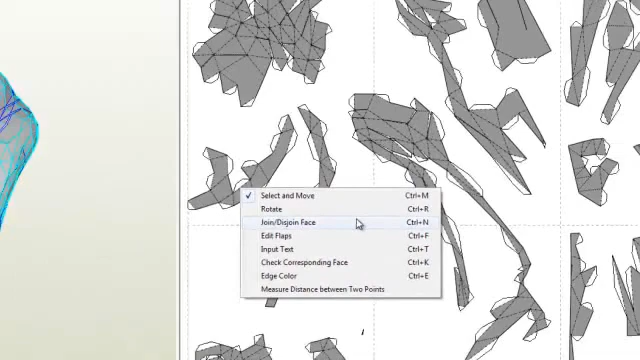 ✓ Select and Move Ctrl+M
Rotate Ctrl+R
Join/Disjoin Face Ctrl+N
Edit Flaps Ctrl+F
Input Text Ctrl+T
Check Corresponding Face Ctrl+K
Edge Color Ctrl+E
Measure Distance between Two Points